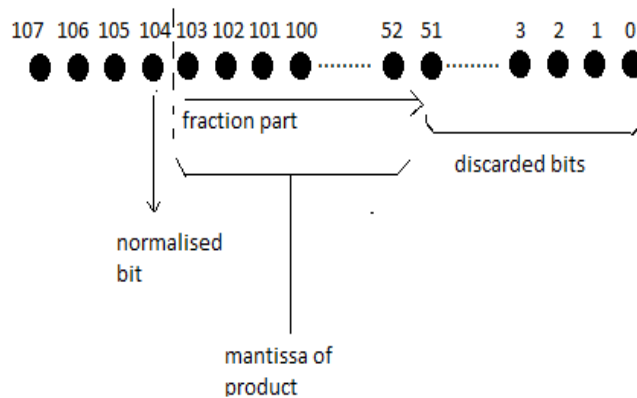 107 106 105 104 103 102 101 100 52 51 3 2 1 0
fraction part
discarded bits
normalised
bit
mantissa of
product